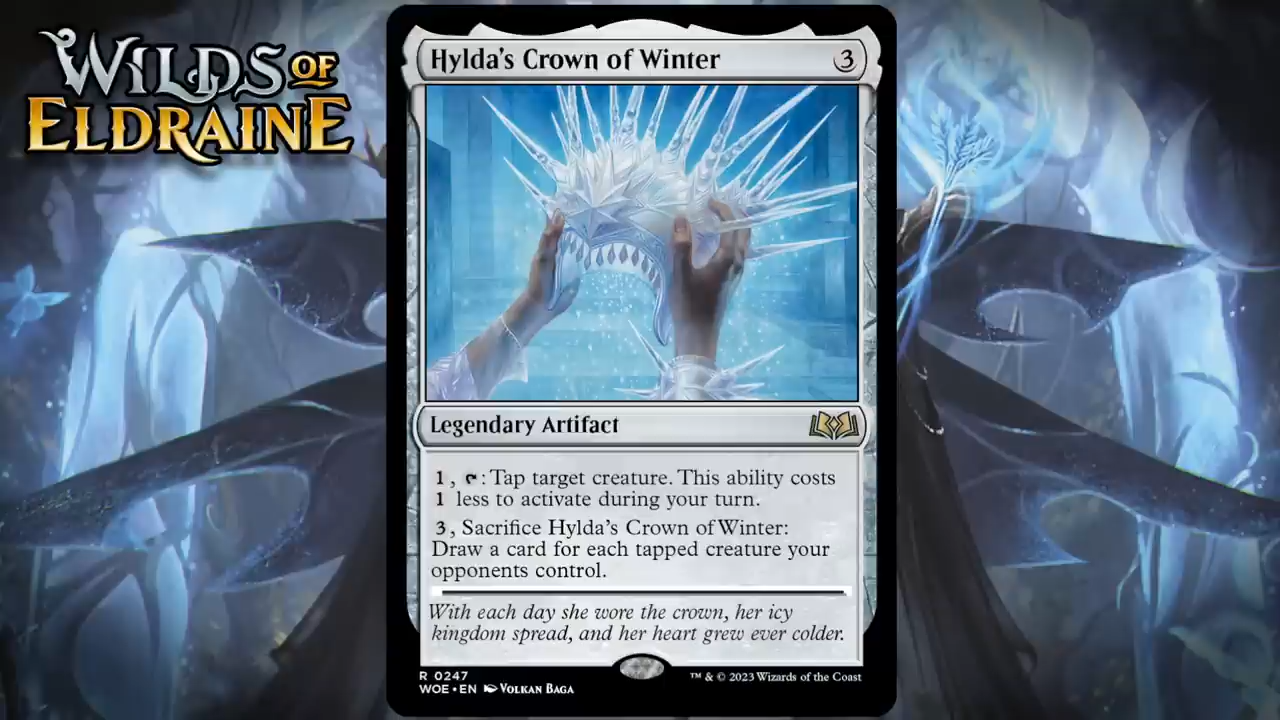 WILDS OF
ELDRAINE
Hylda's Crown of Winter 3
Legendary Artifact
1, : Tap target creature. This ability costs
1 less to activate during your turn.
3, Sacrifice Hylda's Crown of Winter:
Draw a card for each tapped creature your
opponents control.
With each day she wore the crown, her icy
kingdom spread, and her heart grew ever colder.
R 0247
WOE • EN VOLKAN BAGA
™ & © 2023 Wizards of the Coast